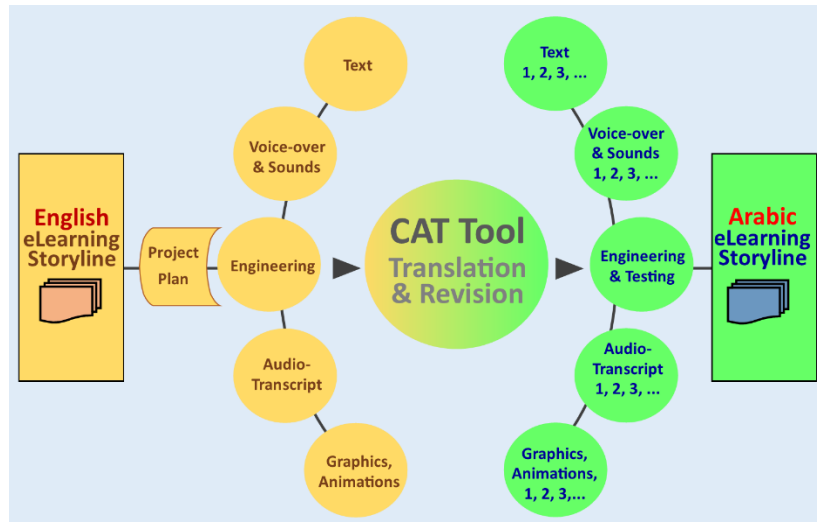 English
eLearning
Storyline
Project
Plan
Text
Voice-over
& Sounds
Engineering
Audio-
Transcript
Graphics,
Animations
CAT Tool
Translation
& Revision
Text
1, 2, 3, ...
Voice-over
& Sounds
1, 2, 3, ...
Engineering
& Testing
Audio-
Transcript
1, 2, 3, ...
Graphics,
Animations,
1, 2, 3,...
Arabic
eLearning
Storyline